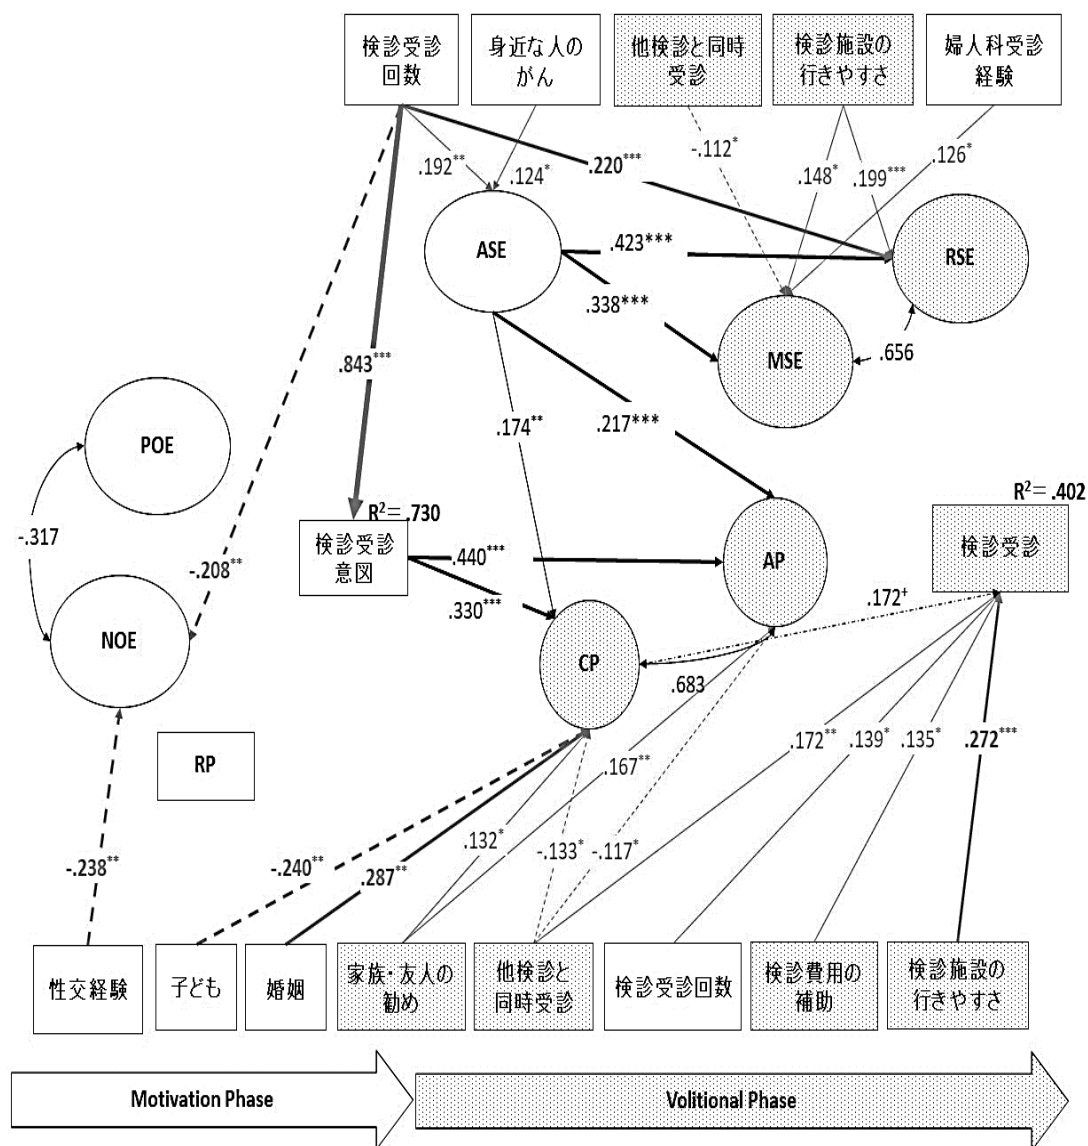 検診受診
回数
身近な人の
がん
他検診と同時
受診
検診施設の
行きやすさ
婦人科受診
経験
.192**
.124*
.220***
-.112*
.148*
.199***
.126*
ASE
.423***
RSE
.338***
MSE
.656
.843***
.174**
.217***
POE
-.317
-.208**
NOE
R²= .730
検診受診
意図
.440***
.330***
AP
R²= .402
検診受診
.172†
CP
.683
RP
-.238**
-.240**
.287**
.132*
.167**
-.133*
-.117*
.172**
.139*
.135*
.272***
性交経験
子ども
婚姻
家族・友人の
勧め
他検診と
同時受診
検診受診回数
検診費用の
補助
検診施設の
行きやすさ
Motivation Phase
Volitional Phase